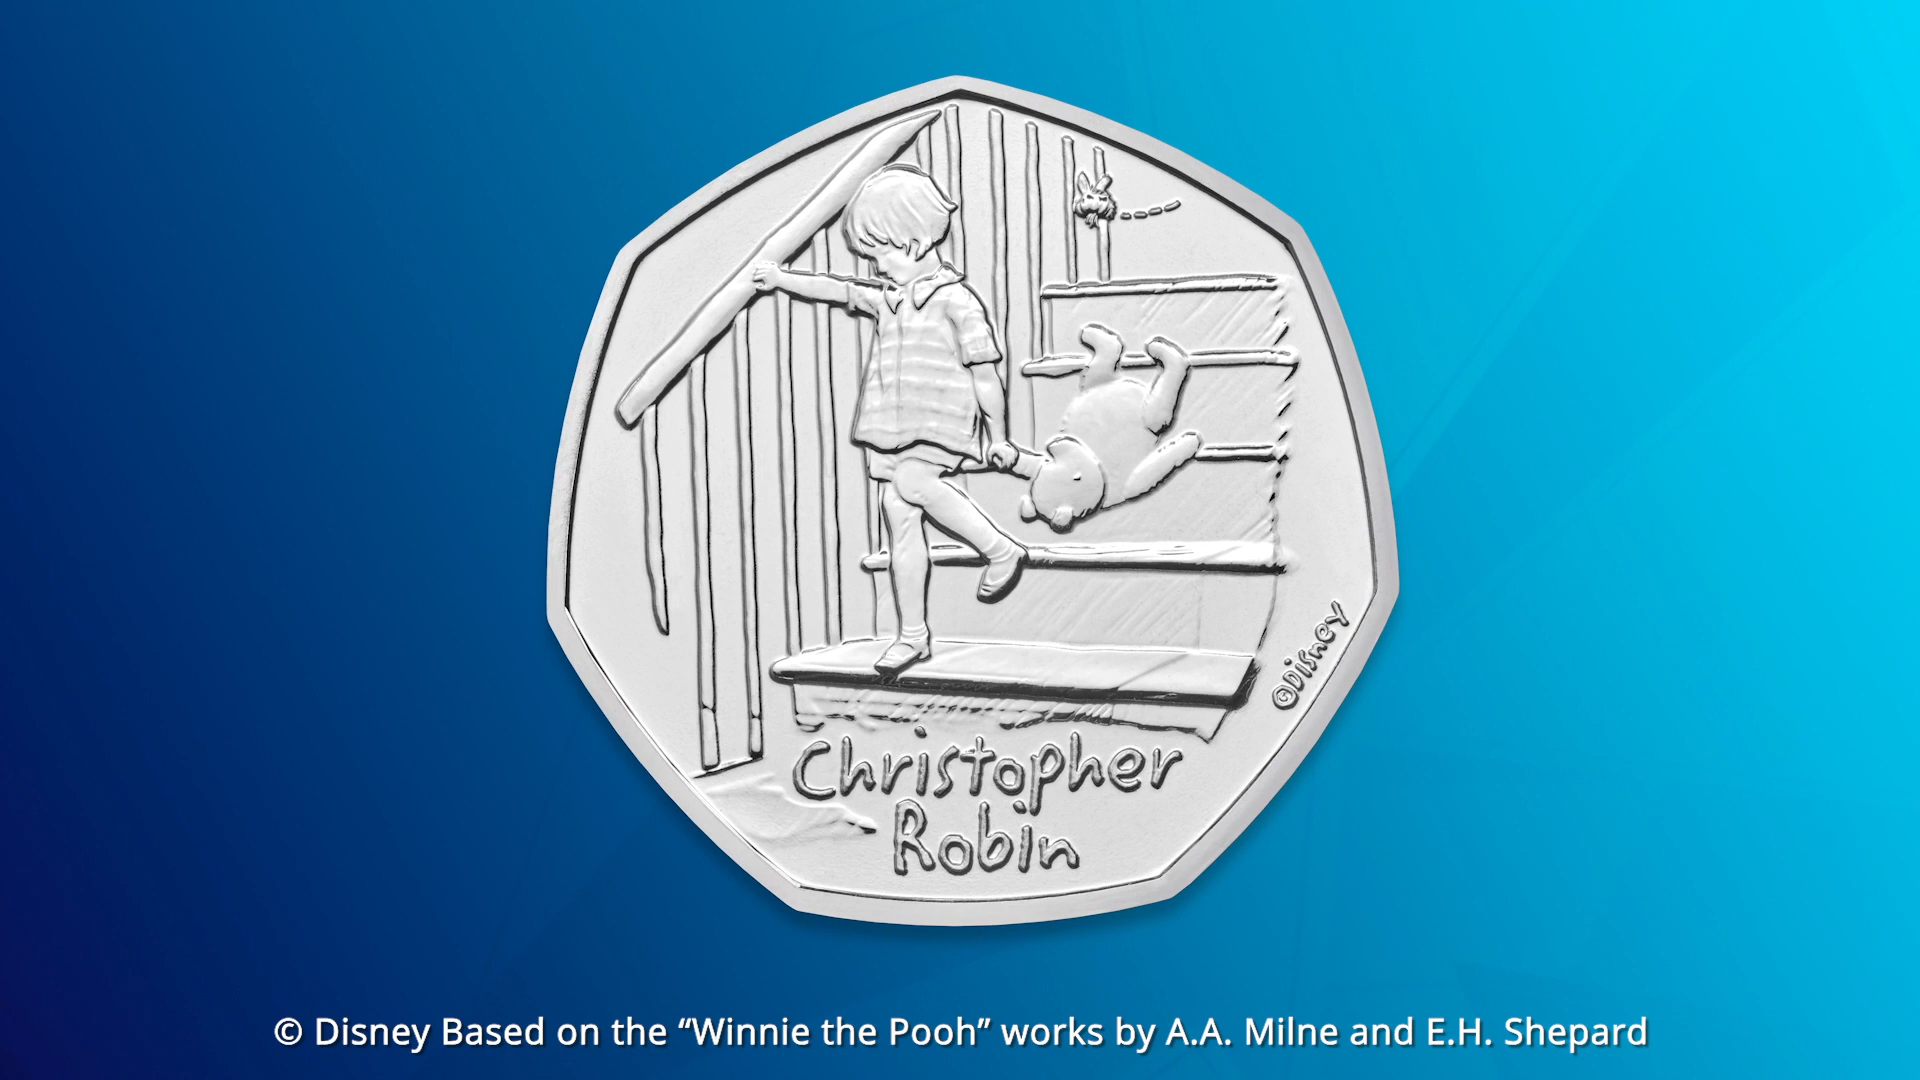 ©Disney
Christopher
Robin
© Disney Based on the “Winnie the Pooh” works by A.A. Milne and E.H. Shepard